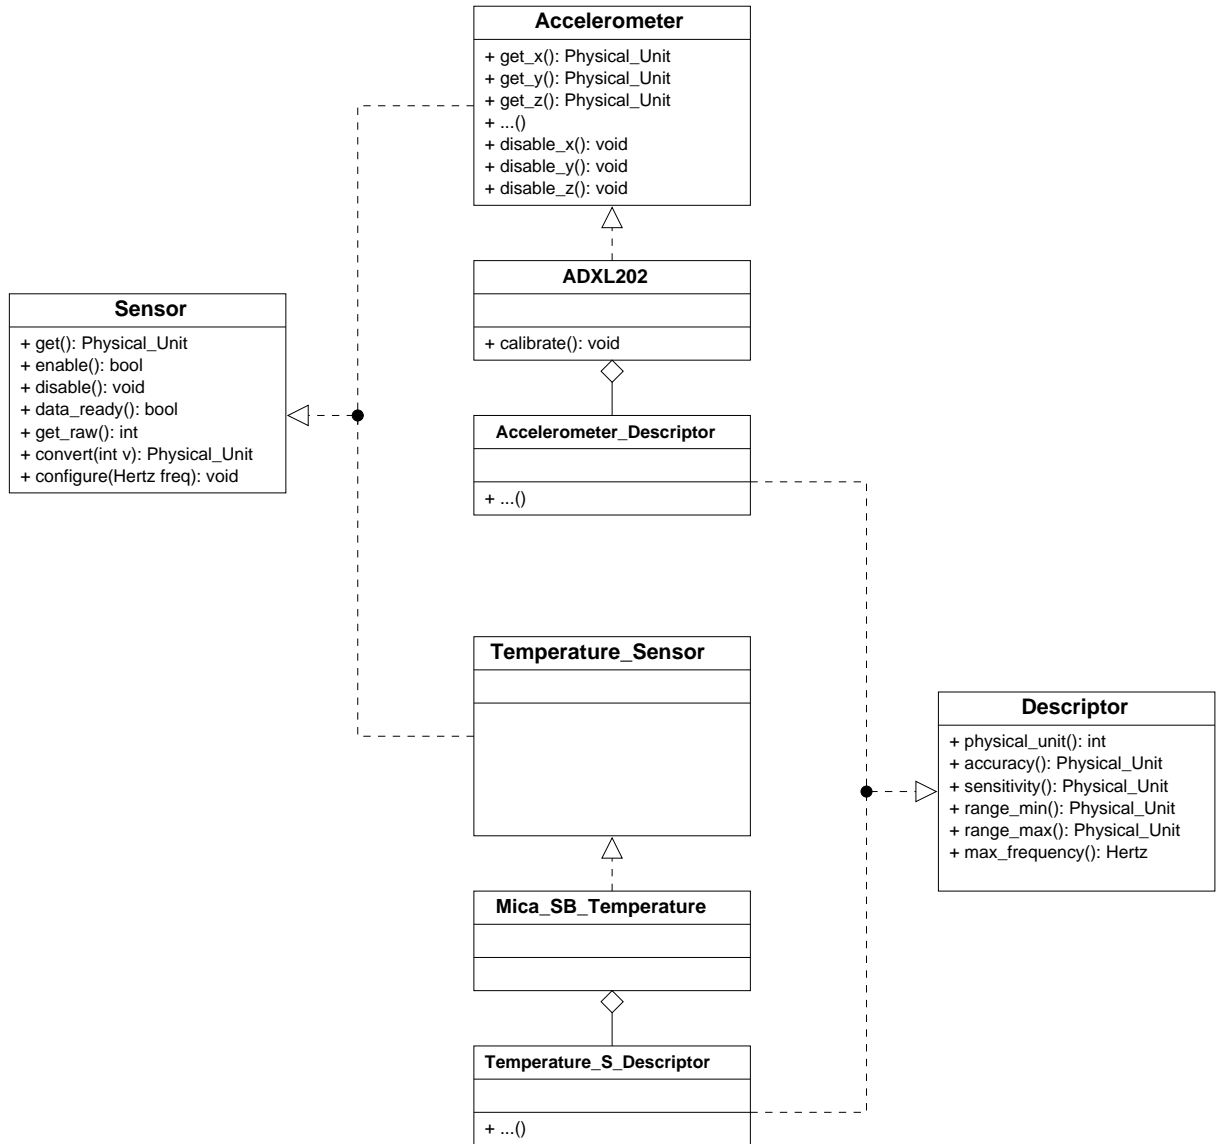 Accelerometer
+ get_x(): Physical_Unit
+ get_y(): Physical_Unit
+ get_z(): Physical_Unit
+ ...()
+ disable_x(): void
+ disable_y(): void
+ disable_z(): void
ADXL202
+ calibrate(): void
Sensor
+ get(): Physical_Unit
+ enable(): bool
+ disable(): void
+ data_ready(): bool
+ get_raw(): int
+ convert(int v): Physical_Unit
+ configure(Hertz freq): void
Accelerometer_Descriptor
+ ...()
Temperature_Sensor
Descriptor
+ physical_unit(): int
+ accuracy(): Physical_Unit
+ sensitivity(): Physical_Unit
+ range_min(): Physical_Unit
+ range_max(): Physical_Unit
+ max_frequency(): Hertz
Mica_SB_Temperature
Temperature_S_Descriptor
+ ...()